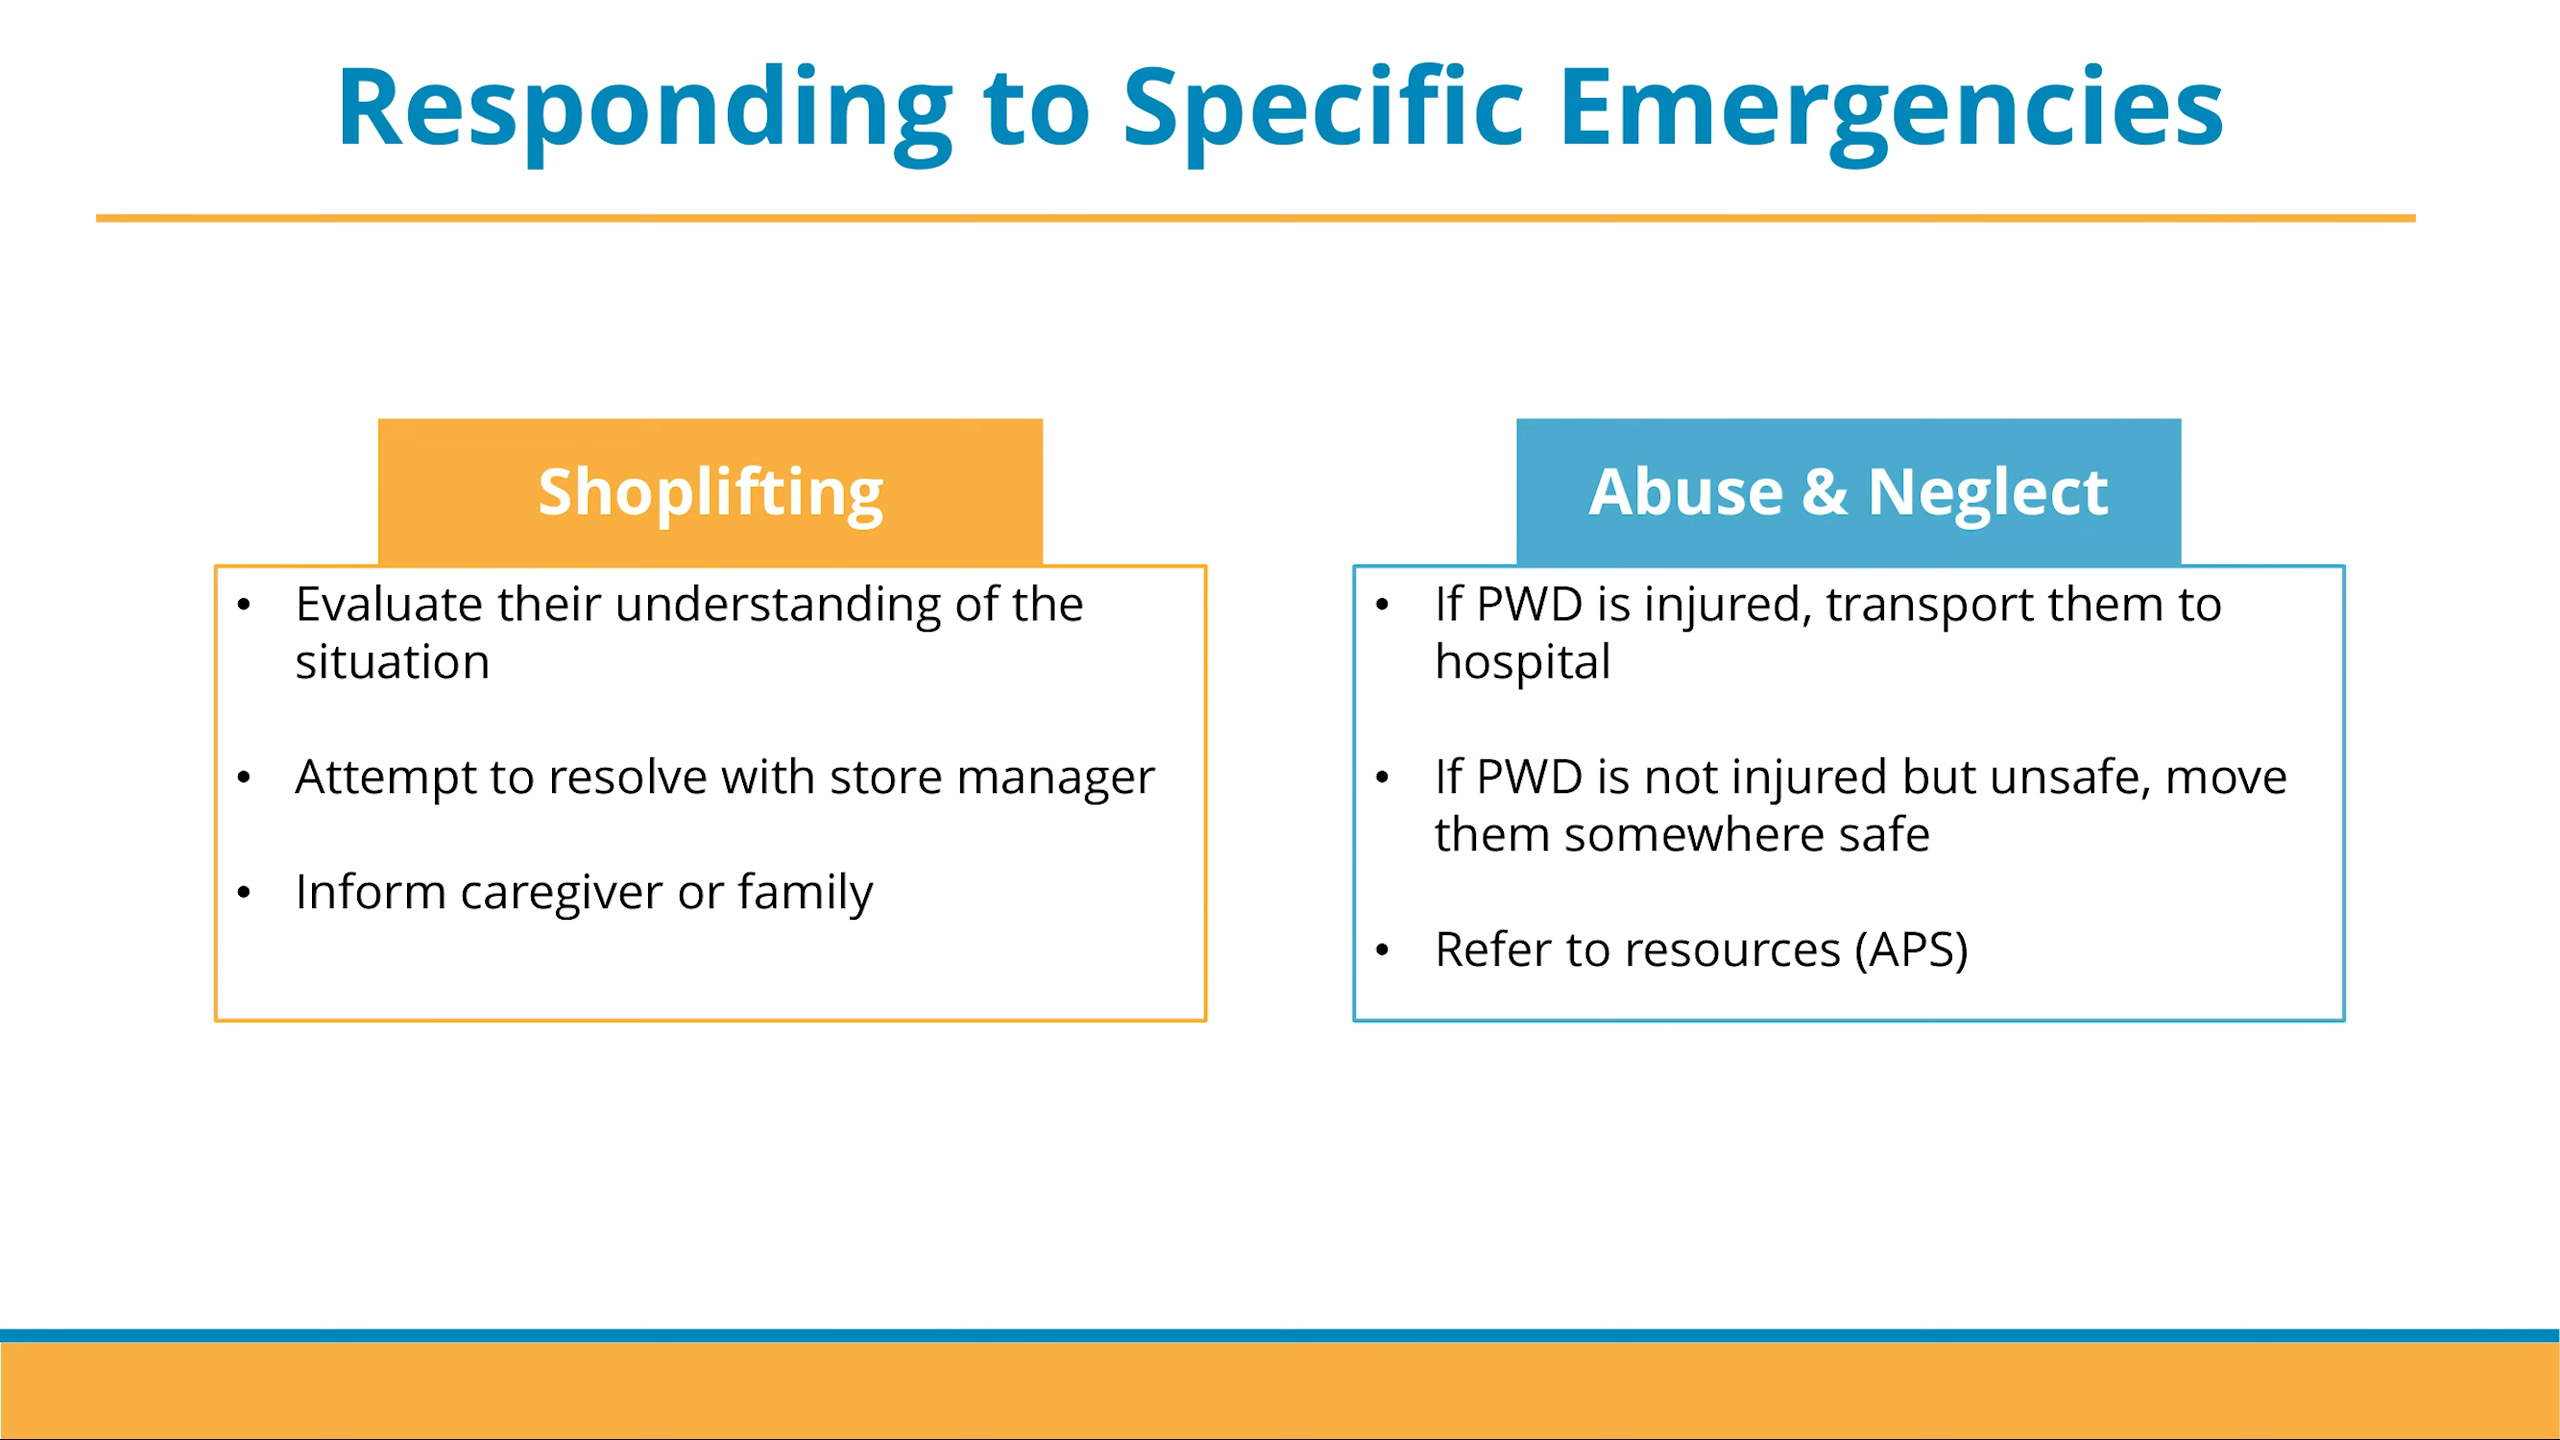 Responding to Specific Emergencies
Shoplifting
• Evaluate their understanding of the
situation
• Attempt to resolve with store manager
• Inform caregiver or family
Abuse & Neglect
• If PWD is injured, transport them to
hospital
• If PWD is not injured but unsafe, move
them somewhere safe
• Refer to resources (APS)